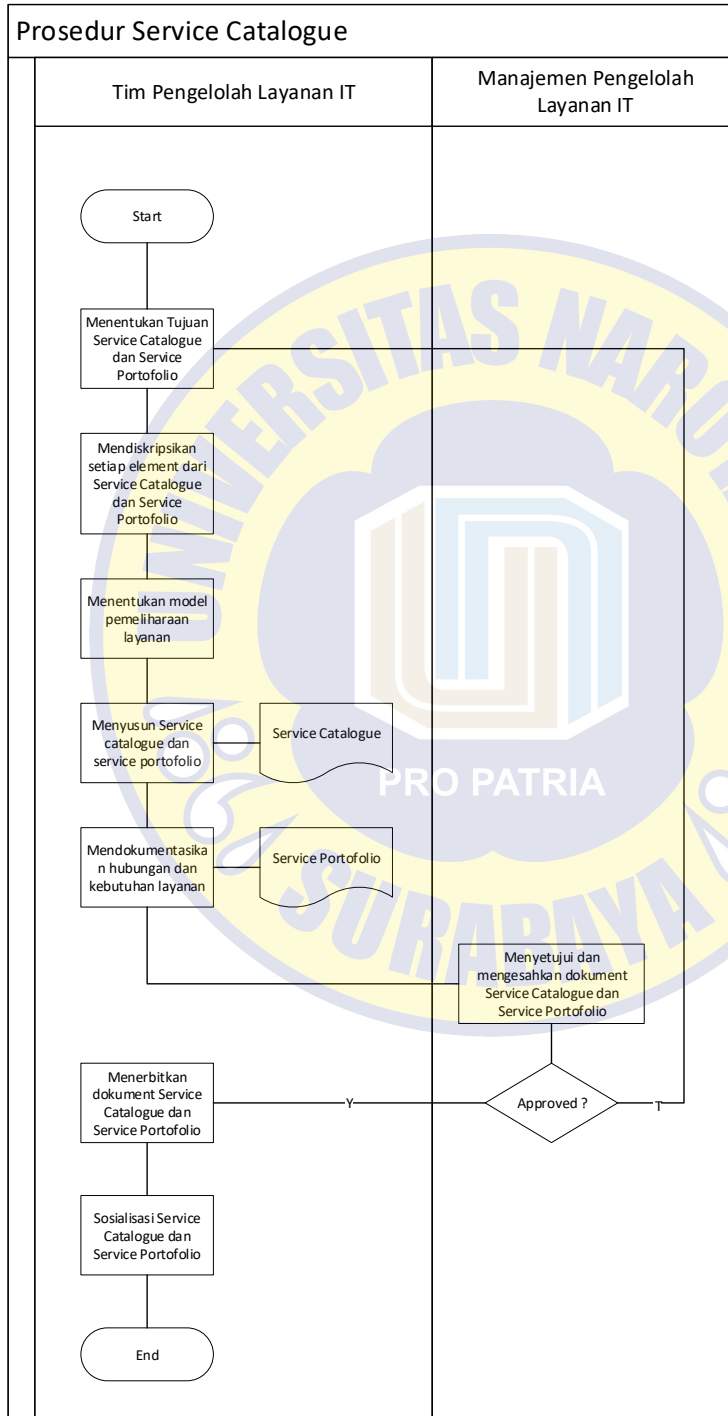 Prosedur Service Catalogue
Tim Pengelolah Layanan IT
Manajemen Pengelolah
Layanan IT
Start
Menentukan Tujuan
Service Catalogue
dan Service
Portofolio
Mendiskripsikan
setiap element dari
Service Catalogue
dan Service
Portofolio
Menentukan model
pemeliharaan
layanan
Menyusun Service
catalogue dan
service portofolio
Service Catalogue
Mendokumentasika
n hubungan dan
kebutuhan layanan
Service Portofolio
Menyetujui dan
mengesahkan dokument
Service Catalogue dan
Service Portofolio
Approved ?
Y
T
Menerbitkan
dokument Service
Catalogue dan
Service Portofolio
Sosialisasi Service
Catalogue dan
Service Portofolio
End
UNIVERSITAS
PRO PATRIA
SURABAYA